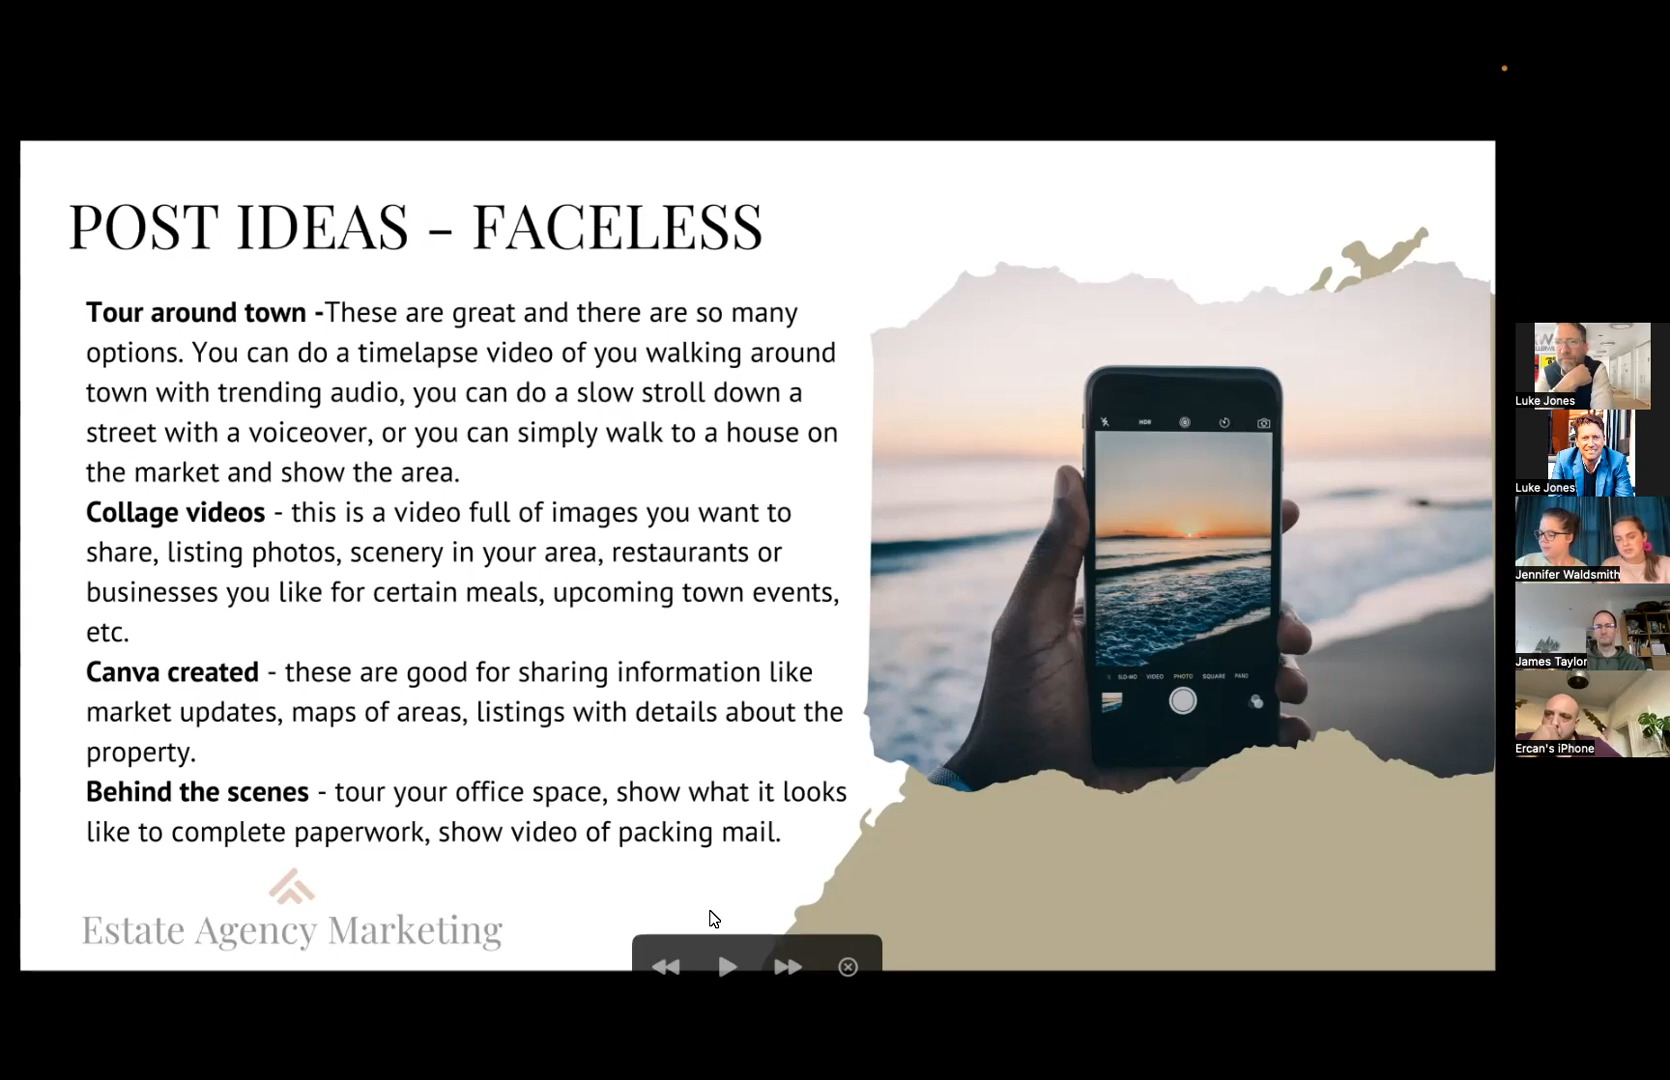 POST IDEAS - FACELESS
Tour around town -These are great and there are so many
options. You can do a timelapse video of you walking around
town with trending audio, you can do a slow stroll down a
street with a voiceover, or you can simply walk to a house on
the market and show the area.
Collage videos - this is a video full of images you want to
share, listing photos, scenery in your area, restaurants or
businesses you like for certain meals, upcoming town events,
etc.
Canva created - these are good for sharing information like
market updates, maps of areas, listings with details about the
property.
Behind the scenes - tour your office space, show what it looks
like to complete paperwork, show video of packing mail.
Estate Agency Marketing
HDR
SLO-MO VIDEO PHOTO SQUARE PANO
Luke Jones
Luke Jones
Jennifer Waldsmith
James Taylor
Ercan's iPhone